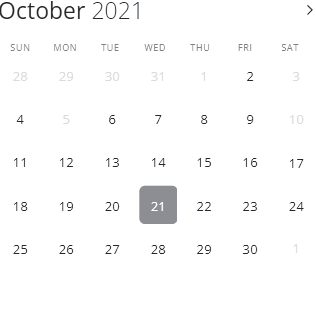 October 2021
SUN MON TUE WED THU FRI SAT
28 29 30 31 1 2 3
4 5 6 7 8 9 10
11 12 13 14 15 16 17
18 19 20 21 22 23 24
25 26 27 28 29 30 1